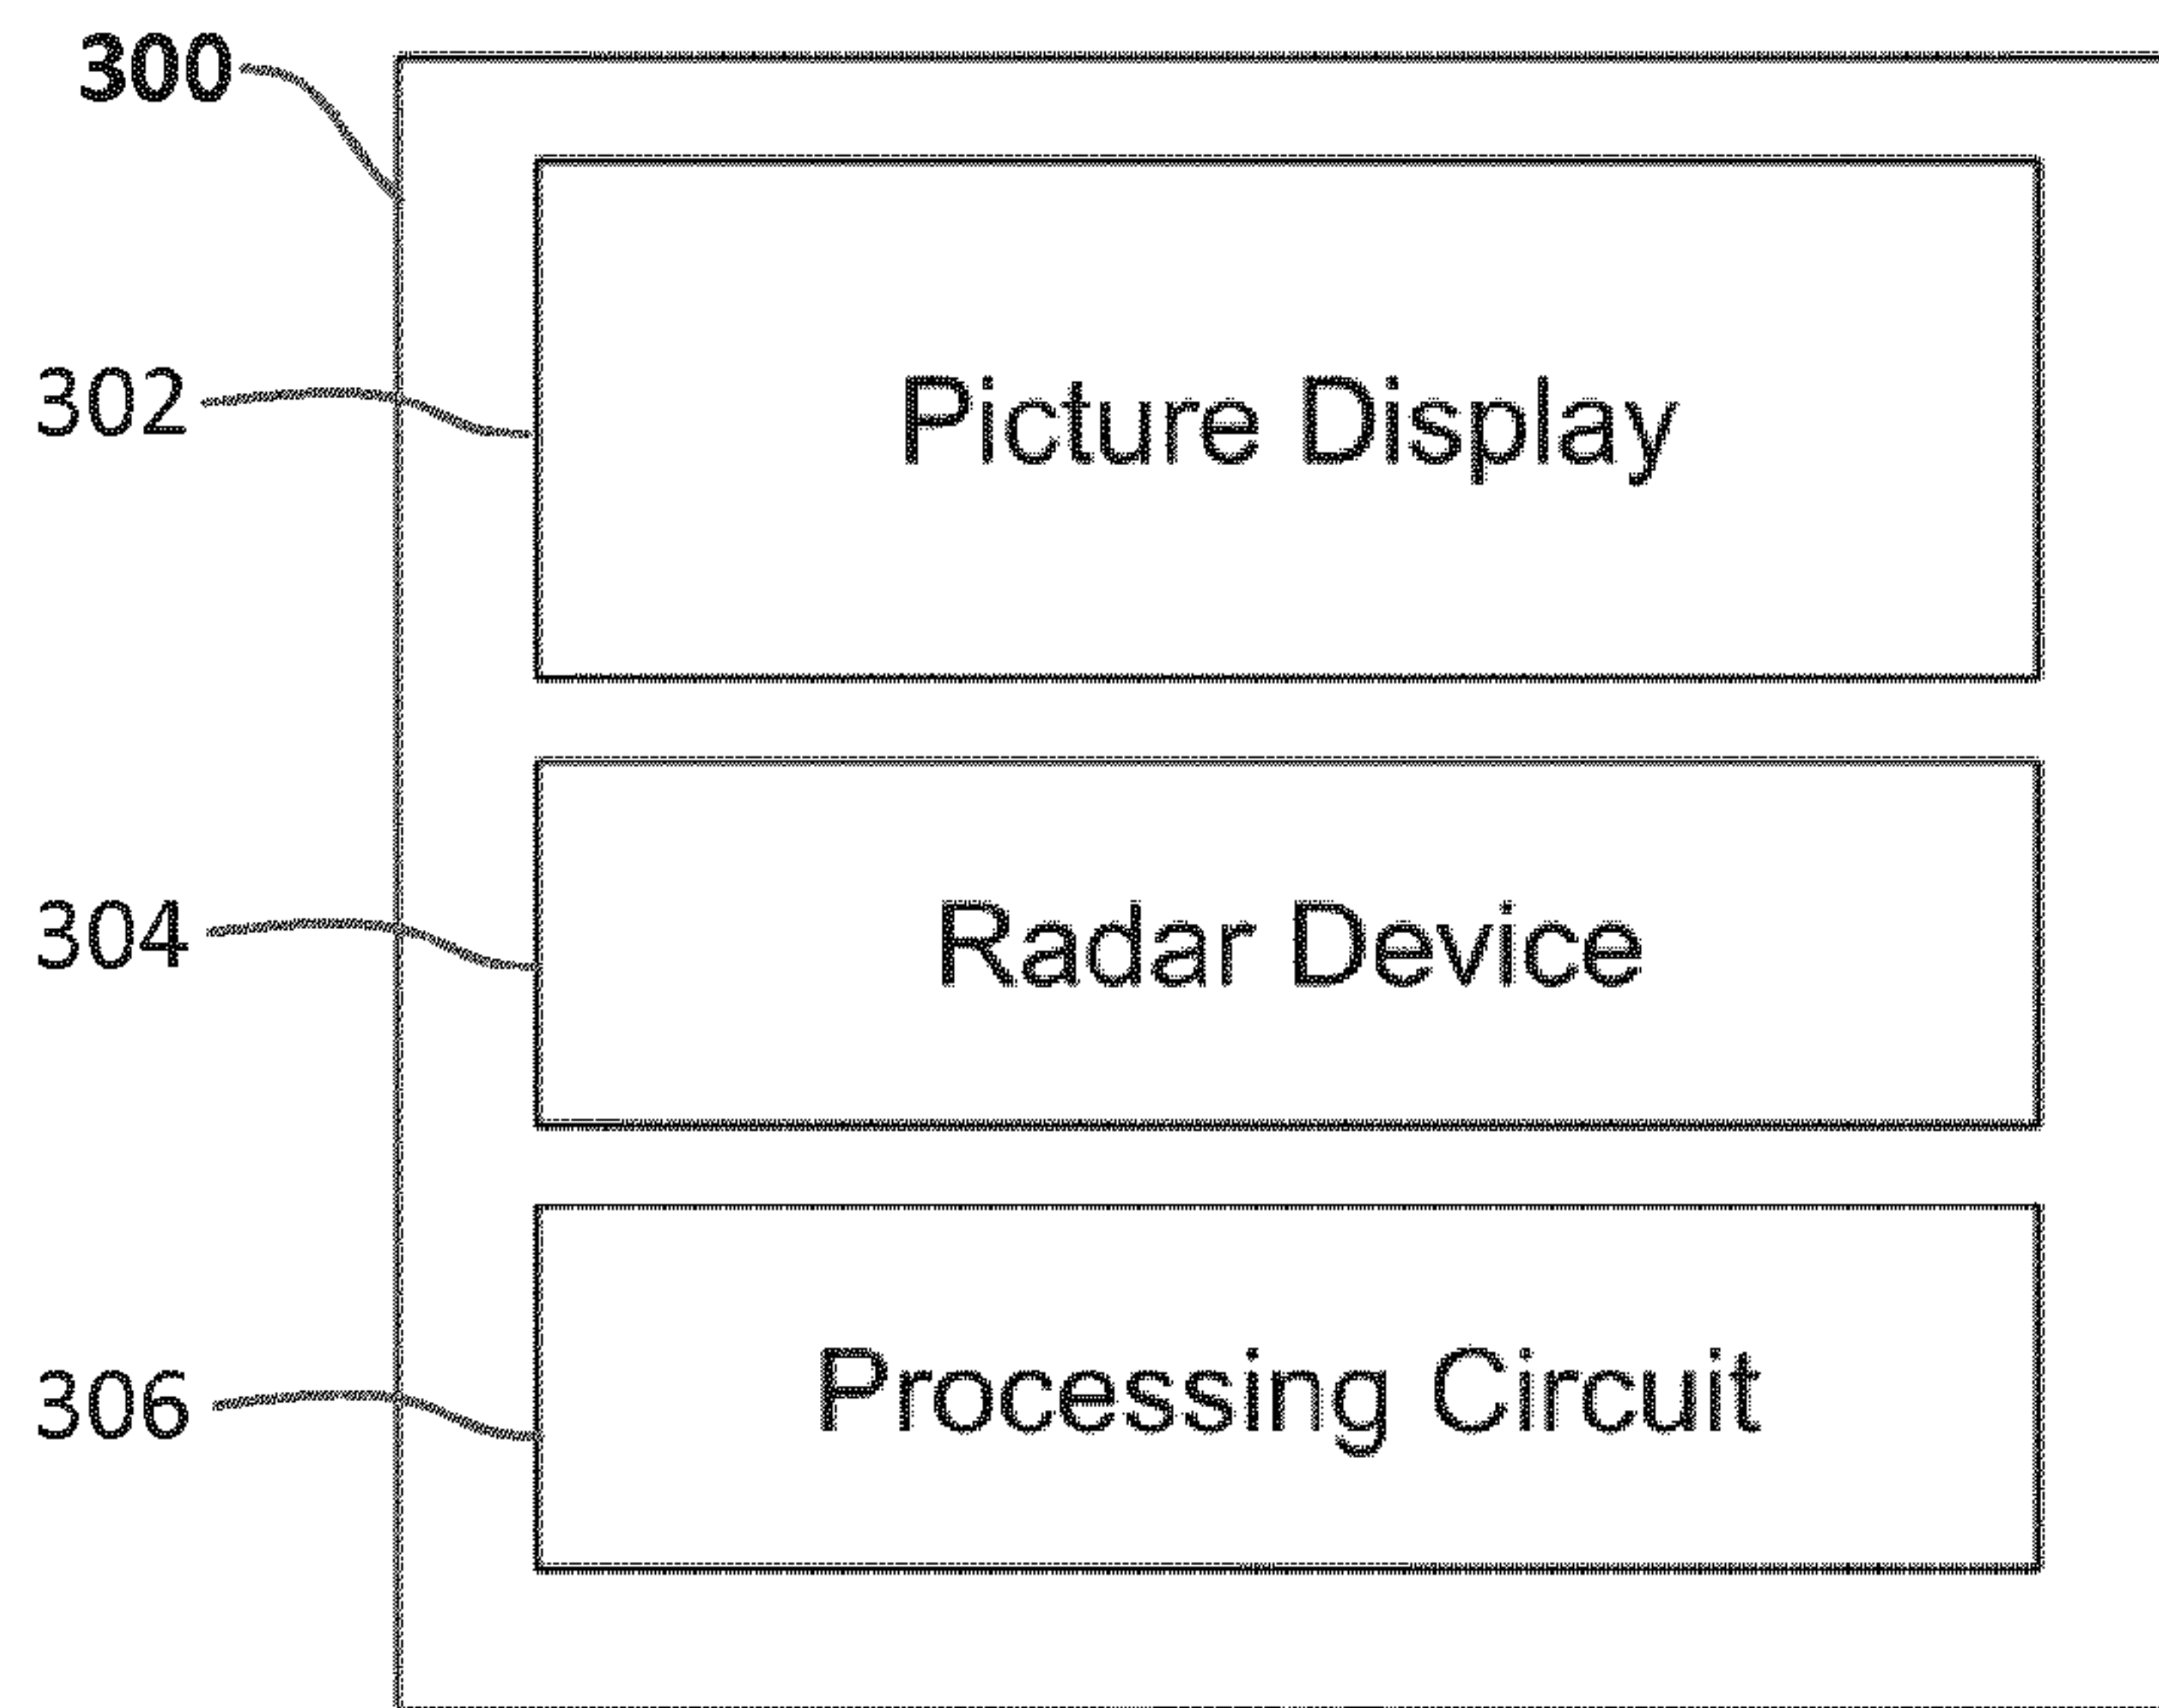 300
302
Picture Display
304
Radar Device
306
Processing Circuit